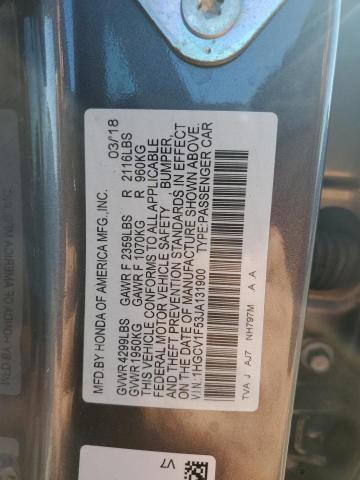 MFD BY HONDA OF AMERICA MFG.,INC. 03/18
GVWR 4299LBS GAWR F 2359LBS R 2116LBS
GVWR 1950KG GAWR F 1070KG R 960KG
THIS VEHICLE CONFORMS TO ALL APPLICABLE
FEDERAL MOTOR VEHICLE SAFETY BUMPER,
AND THEFT PREVENTION STANDARDS IN EFFECT
ON THE DATE OF MANUFACTURE SHOWN ABOVE.
V.I.N.:1HGCV1F53JA131900 TYPE:PASSENGER CAR
TVA J AJ7 NH797M .A .A
V7